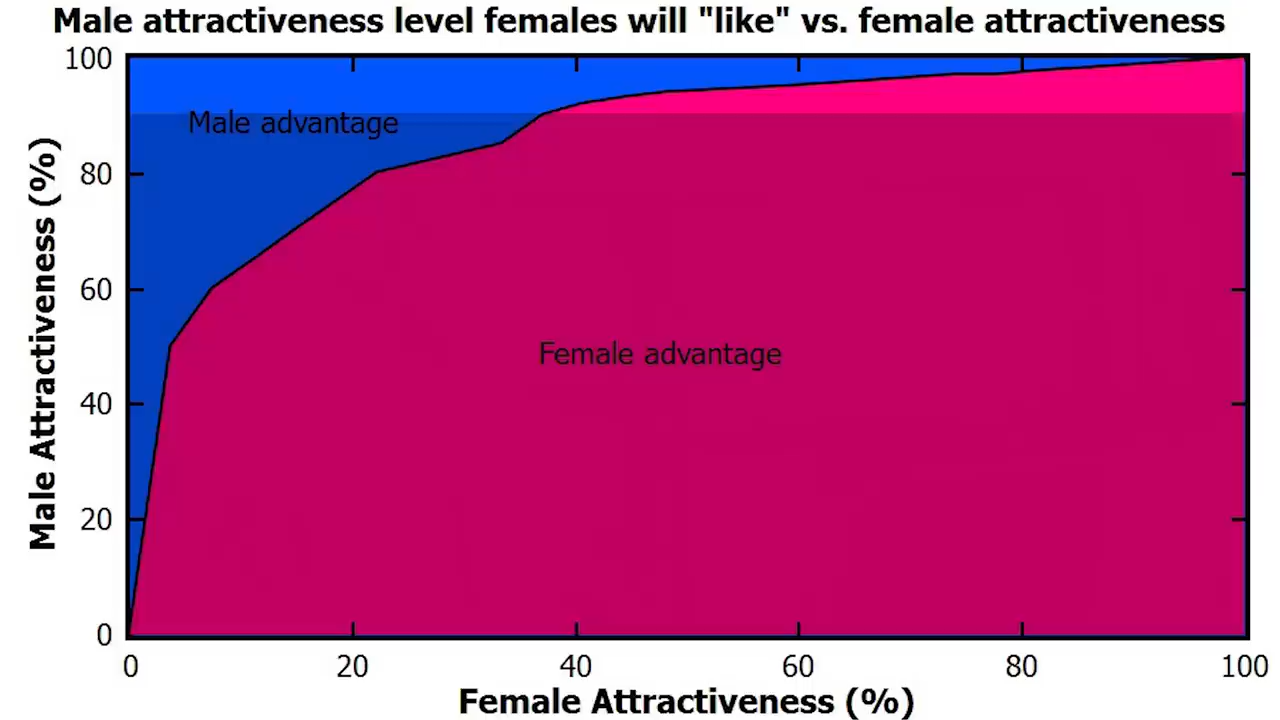 Male attractiveness level females will "like" vs. female attractiveness
Male Attractiveness (%)
100
80
60
40
20
0
Male advantage
Female advantage
0 20 40 60 80 100
Female Attractiveness (%)